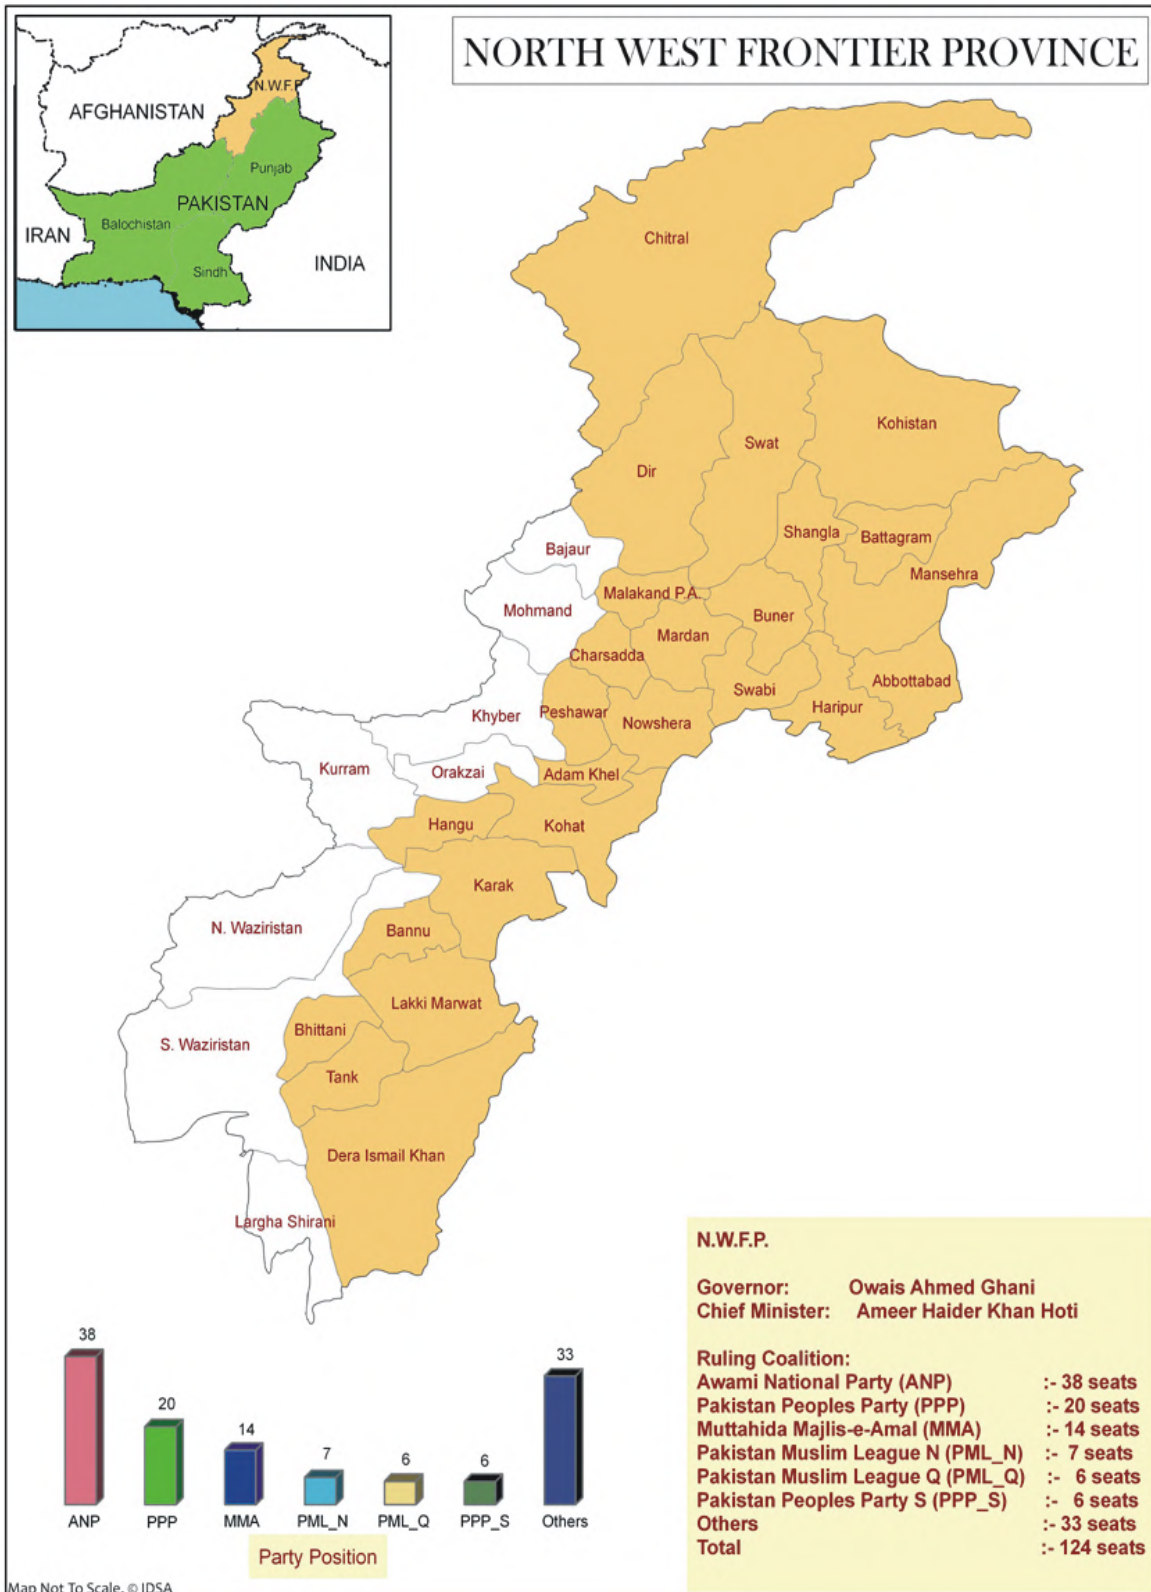 NORTH WEST FRONTIER PROVINCE
N.W.F.P
AFGHANISTAN
Punjab
PAKISTAN
Balochistan
IRAN
INDIA
Sindh
Chitral
Kohistan
Swat
Dir
Shangla
Battagram
Bajaur
Mansehra
Malakand P.A.
Mohmand
Buner
Mardan
Charsadda
Abbottabad
Swabi
Haripur
Peshawar
Khyber
Nowshera
Kurram
Orakzai
Adam Khel
Hangu
Kohat
Karak
N. Waziristan
Bannu
Lakki Marwat
Bhittani
S. Waziristan
Tank
Dera Ismail Khan
Largha Shirani
N.W.F.P.
Governor: Owais Ahmed Ghani
Chief Minister: Ameer Haider Khan Hoti
Ruling Coalition:
Awami National Party (ANP) :- 38 seats
Pakistan Peoples Party (PPP) :- 20 seats
Muttahida Majlis-e-Amal (MMA) :- 14 seats
Pakistan Muslim League N (PML_N) :- 7 seats
Pakistan Muslim League Q (PML_Q) :- 6 seats
Pakistan Peoples Party S (PPP_S) :- 6 seats
Others :- 33 seats
Total :- 124 seats
38 20 14 7 6 6 33
ANP PPP MMA PML_N PML_Q PPP_S Others
Party Position
Map Not To Scale. © IDSA